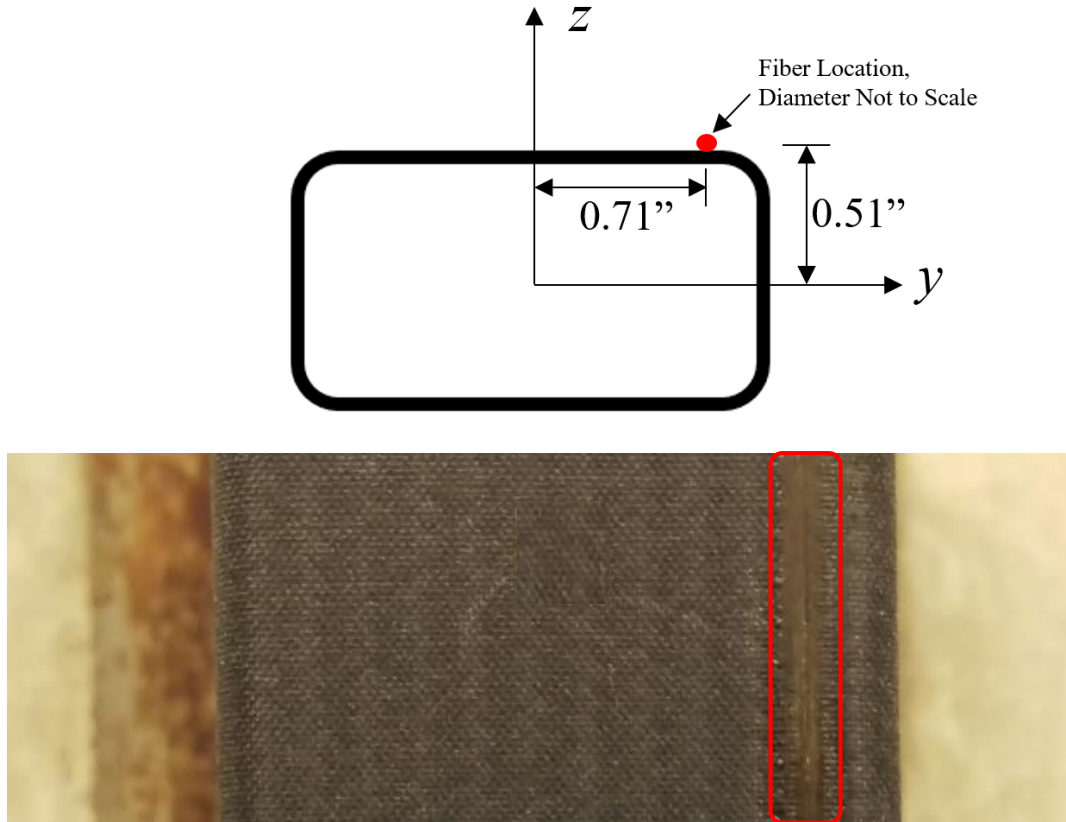 z
Fiber Location,
Diameter Not to Scale
0.71”
0.51”
y